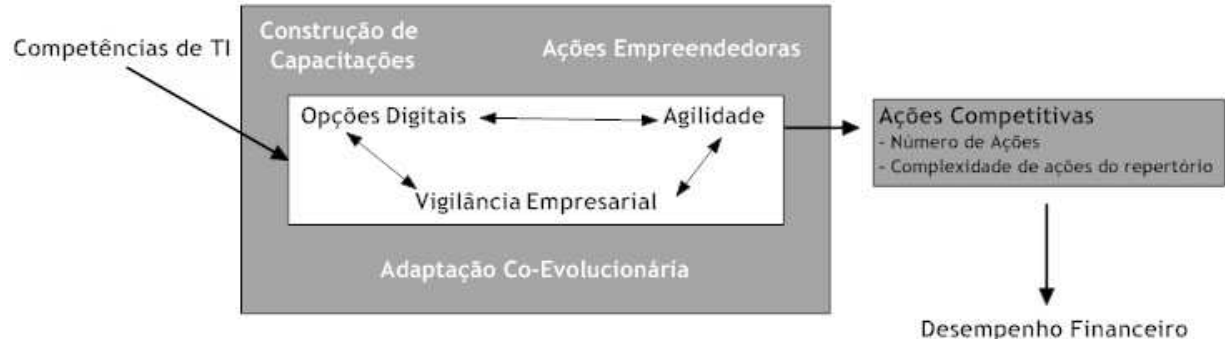 Competências de TI
Construção de
Capacitações
Ações Empreendedoras
Opções Digitais
Agilidade
Vigilância Empresarial
Adaptação Co-Evolucionária
Ações Competitivas
- Número de Ações
- Complexidade de ações do repertório
Desempenho Financeiro